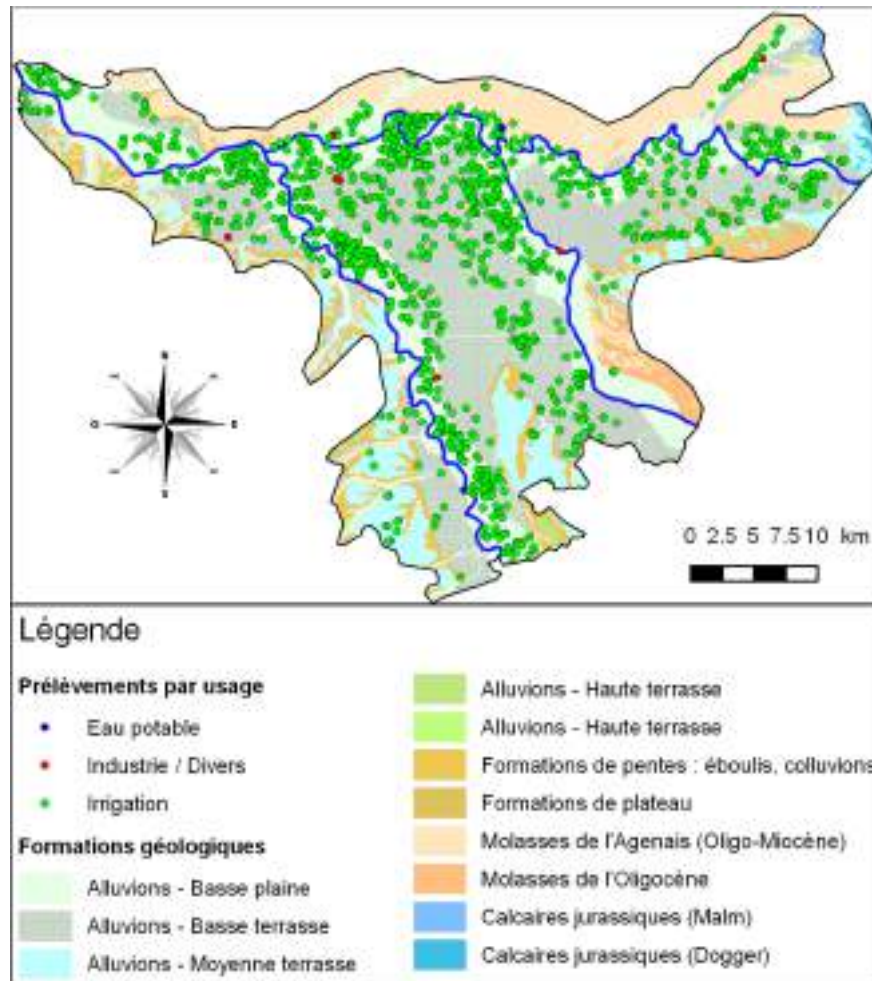 N
O
E
S
0 2.5 5 7.5 10 km
Légende
Prélèvements par usage
Eau potable
Industrie / Divers
Irrigation
Formations géologiques
Alluvions - Basse plaine
Alluvions - Basse terrasse
Alluvions - Moyenne terrasse
Alluvions - Haute terrasse
Alluvions - Haute terrasse
Formations de pentes : éboulis, colluvions
Formations de plateau
Molasses de l'Agenais (Oligo-Miocène)
Molasses de l'Oligocène
Calcaires jurassiques (Malm)
Calcaires jurassiques (Dogger)